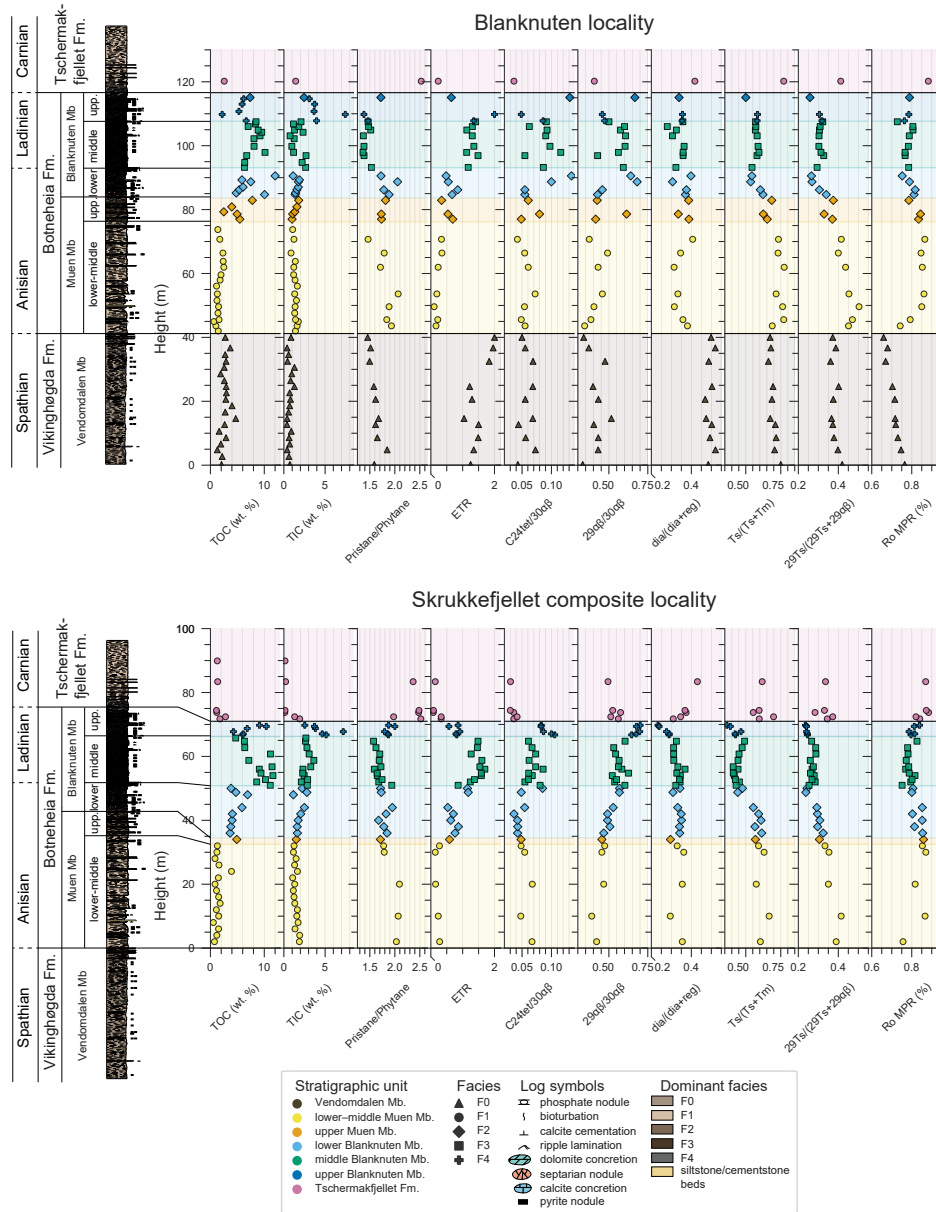 Blanknuten locality
Carnian
Tschermak-
fjellet Fm.
Ladinian
Anisian
Spathian
Botneheia Fm.
Vikinghøgda Fm.
Blanknuten Mb
upp.
middle
lower
Muen Mb
upp.
lower-middle
Vendomdalen Mb
Height (m)
120
100
80
60
40
20
0
0 10
0 5
1.5 2.0 2.5
0 1 2
0.05 0.10
0.50 0.75
0.2 0.4
0.50 0.75
0.2 0.4 0.6
0.6 0.8
TOC (wt. %)
TIC (wt. %)
Pristane/Phytane
ETR
C24tet/30αβ
29αβ/30αβ
dia/(dia+reg)
Ts/(Ts+Tm)
29Ts/(29Ts+29αβ)
Ro MPR (%)
Skrukkefjellet composite locality
Carnian
Tschermak-
fjellet Fm.
Ladinian
Anisian
Spathian
Botneheia Fm.
Vikinghøgda Fm.
Blanknuten Mb
upp.
middle
lower
Muen Mb
upp.
lower-middle
Vendomdalen Mb
Height (m)
100
80
60
40
20
0
0 10
0 5
1.5 2.0 2.5
0 1 2
0.05 0.10
0.50 0.75
0.2 0.4
0.50 0.75
0.2 0.4 0.6
0.6 0.8
TOC (wt. %)
TIC (wt. %)
Pristane/Phytane
ETR
C24tet/30αβ
29αβ/30αβ
dia/(dia+reg)
Ts/(Ts+Tm)
29Ts/(29Ts+29αβ)
Ro MPR (%)
Stratigraphic unit
Vendomdalen Mb.
lower–middle Muen Mb.
upper Muen Mb.
lower Blanknuten Mb.
middle Blanknuten Mb.
upper Blanknuten Mb.
Tschermakfjellet Fm.
Facies
F0
F1
F2
F3
F4
Log symbols
phosphate nodule
bioturbation
calcite cementation
ripple lamination
dolomite concretion
septarian nodule
calcite concretion
pyrite nodule
Dominant facies
F0
F1
F2
F3
F4
siltstone/cementstone
beds